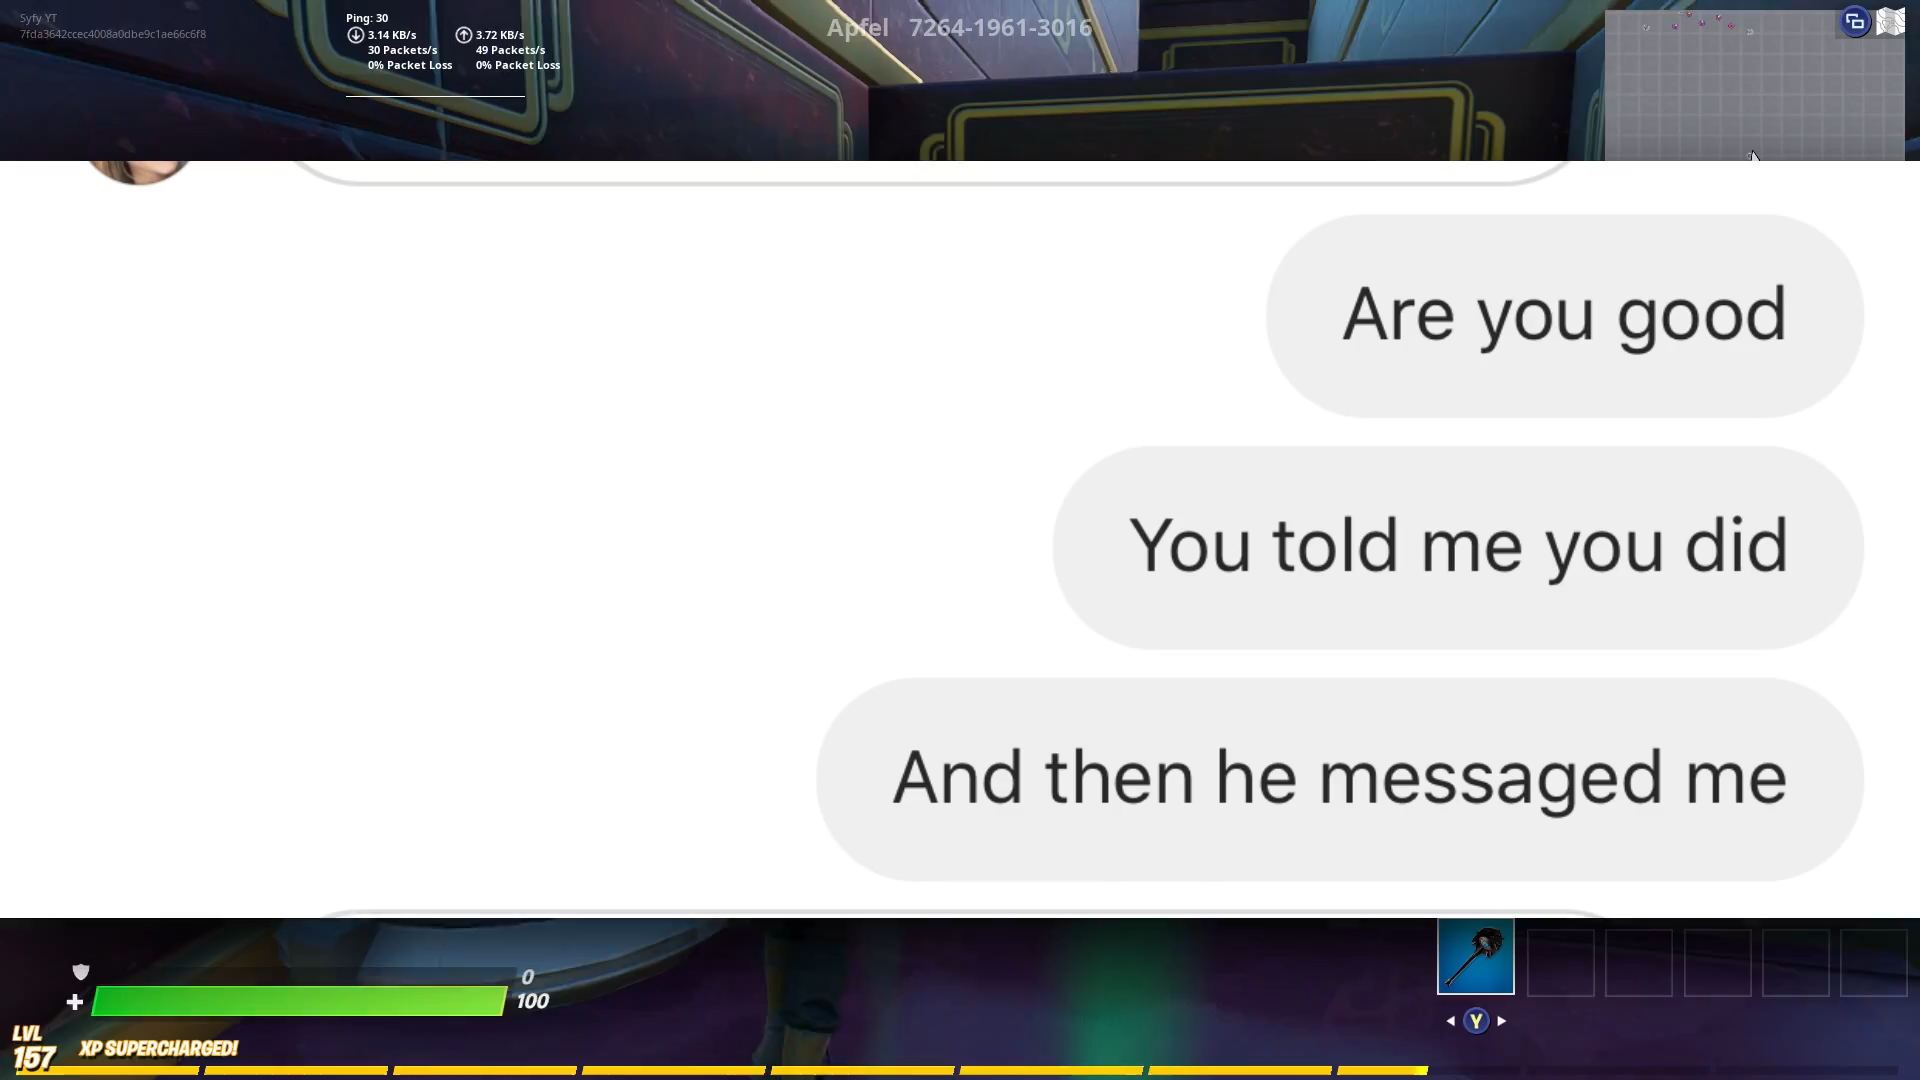 Syfy YT
7fda3642ccec4008a0dbe9c1ae66c6f8
Ping: 30
3.14 KB/s 3.72 KB/s
30 Packets/s 49 Packets/s
0% Packet Loss 0% Packet Loss
Apfel 7264-1961-3016
Are you good
You told me you did
And then he messaged me
0
100
Y
LVL
157
XP SUPERCHARGED!